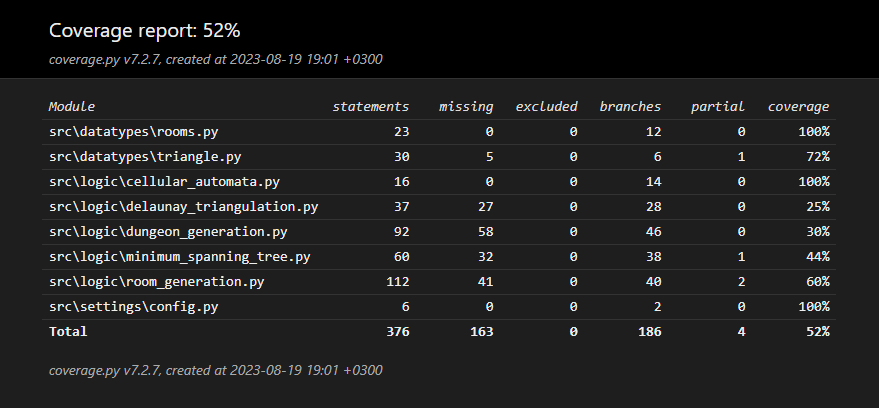 Coverage report: 52%
coverage.py v7.2.7, created at 2023-08-19 19:01 +0300
Module statements missing excluded branches partial coverage
src\datatypes\rooms.py 23 0 0 12 0 100%
src\datatypes\triangle.py 30 5 0 6 1 72%
src\logic\cellular_automata.py 16 0 0 14 0 100%
src\logic\delaunay_triangulation.py 37 27 0 28 0 25%
src\logic\dungeon_generation.py 92 58 0 46 0 30%
src\logic\minimum_spanning_tree.py 60 32 0 38 1 44%
src\logic\room_generation.py 112 41 0 40 2 60%
src\settings\config.py 6 0 0 2 0 100%
Total 376 163 0 186 4 52%
coverage.py v7.2.7, created at 2023-08-19 19:01 +0300